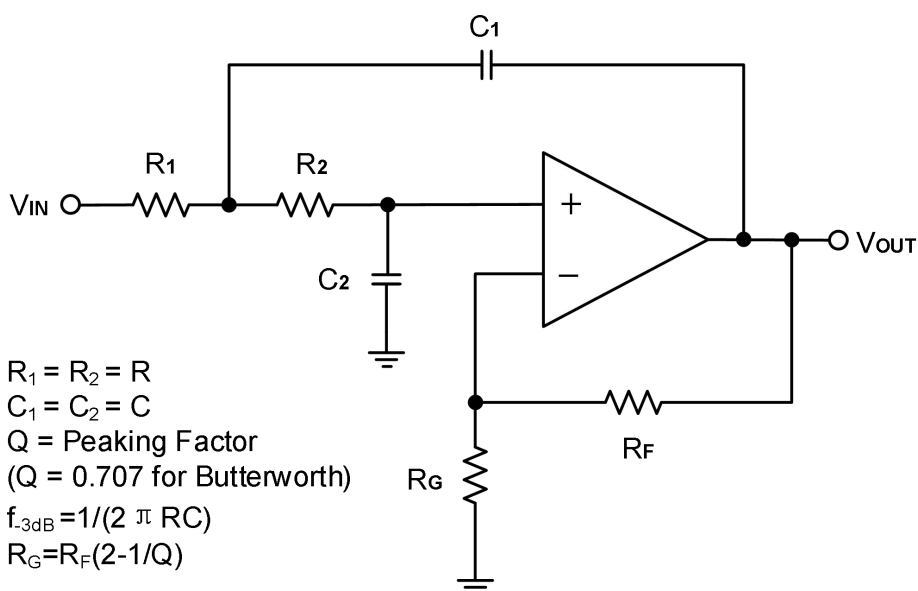 C1
R1
R2
VIN
+
−
VOUT
C2
R1 = R2 = R
C1 = C2 = C
Q = Peaking Factor
(Q = 0.707 for Butterworth)
f-3dB =1/(2 π RC)
RG=RF(2-1/Q)
RF
RG